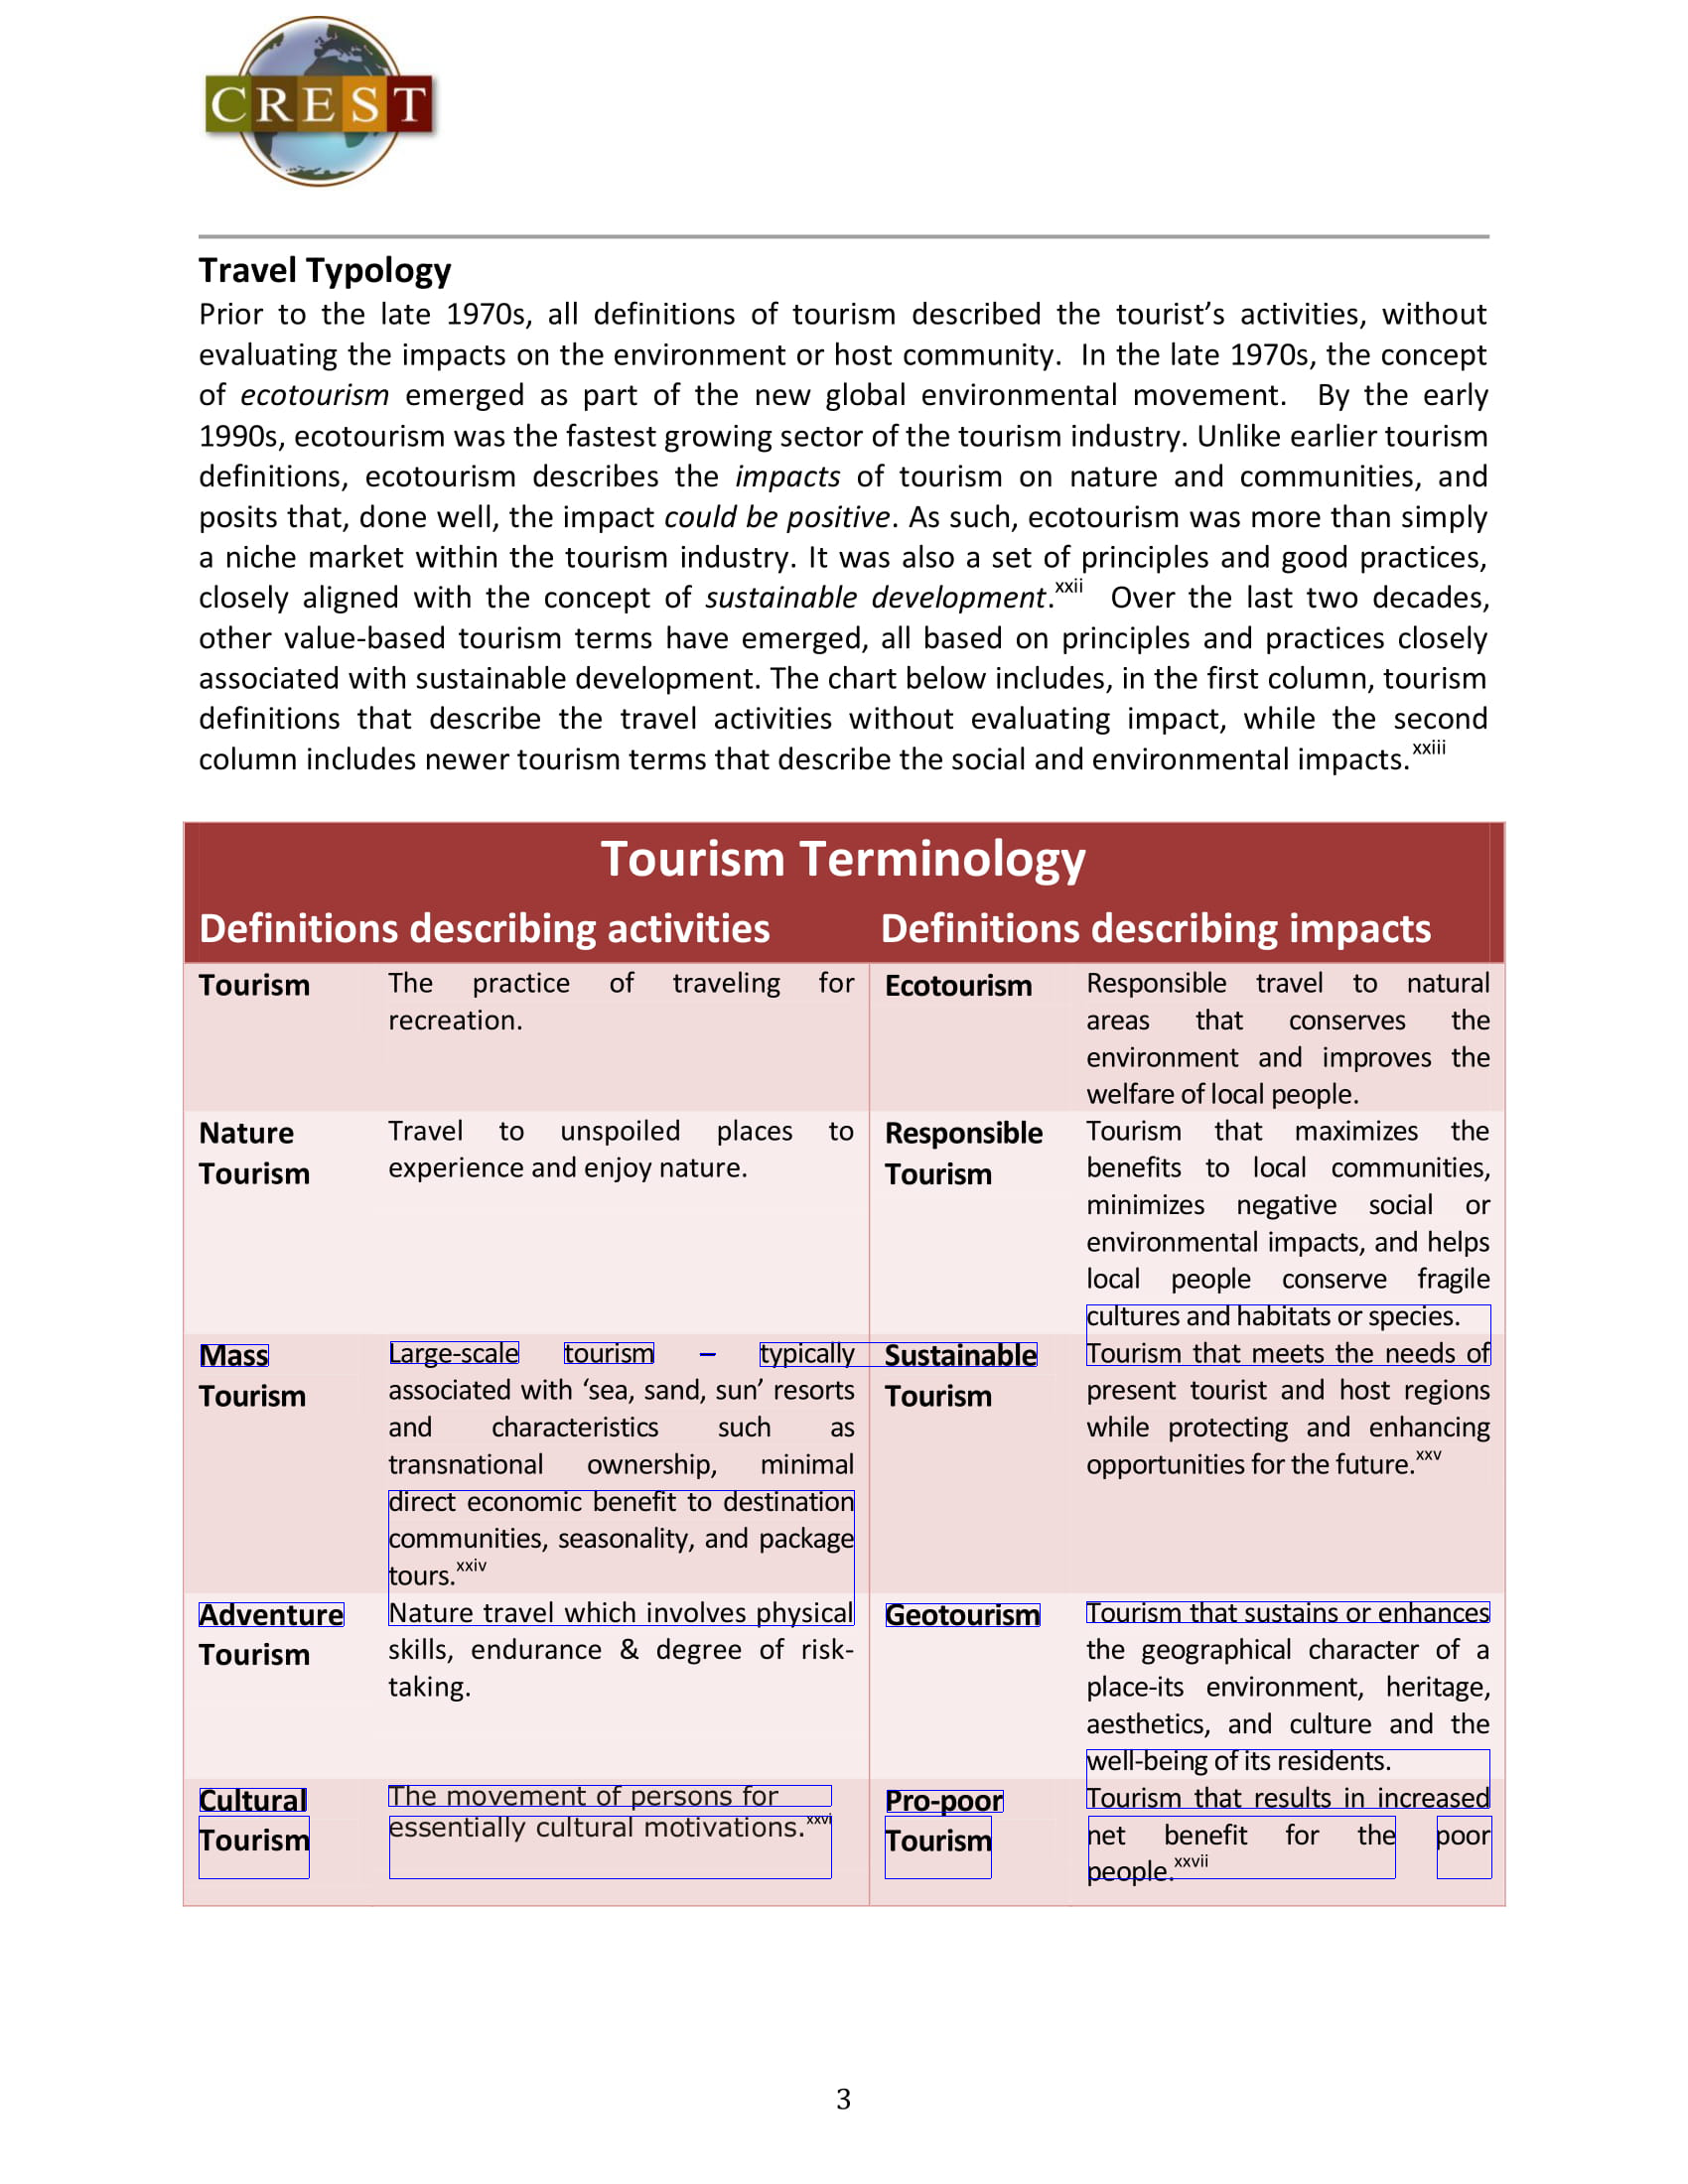 CREST
Travel Typology
Prior to the late 1970s, all definitions of tourism described the tourist’s activities, without
evaluating the impacts on the environment or host community.  In the late 1970s, the concept
of ecotourism emerged as part of the new global environmental movement.  By the early
1990s, ecotourism was the fastest growing sector of the tourism industry. Unlike earlier tourism
definitions, ecotourism describes the impacts of tourism on nature and communities, and
posits that, done well, the impact could be positive. As such, ecotourism was more than simply
a niche market within the tourism industry. It was also a set of principles and good practices,
closely aligned with the concept of sustainable development.xxii  Over the last two decades,
other value-based tourism terms have emerged, all based on principles and practices closely
associated with sustainable development. The chart below includes, in the first column, tourism
definitions that describe the travel activities without evaluating impact, while the second
column includes newer tourism terms that describe the social and environmental impacts.xxiii
Tourism Terminology
Definitions describing activities
Definitions describing impacts
Tourism
The practice of traveling for
recreation.
Ecotourism
Responsible travel to natural
areas that conserves the
environment and improves the
welfare of local people.
Nature
Tourism
Travel to unspoiled places to
experience and enjoy nature.
Responsible
Tourism
Tourism that maximizes the
benefits to local communities,
minimizes negative social or
environmental impacts, and helps
local people conserve fragile
cultures and habitats or species.
Mass
Tourism
Large-scale tourism – typically
associated with ‘sea, sand, sun’ resorts
and characteristics such as
transnational ownership, minimal
direct economic benefit to destination
communities, seasonality, and package
tours.xxiv
Sustainable
Tourism
Tourism that meets the needs of
present tourist and host regions
while protecting and enhancing
opportunities for the future.xxv
Adventure
Tourism
Nature travel which involves physical
skills, endurance & degree of risk-
taking.
Geotourism
Tourism that sustains or enhances
the geographical character of a
place-its environment, heritage,
aesthetics, and culture and the
well-being of its residents.
Cultural
Tourism
The movement of persons for
essentially cultural motivations.xxvi
Pro-poor
Tourism
Tourism that results in increased
net benefit for the poor
people.xxvii
3